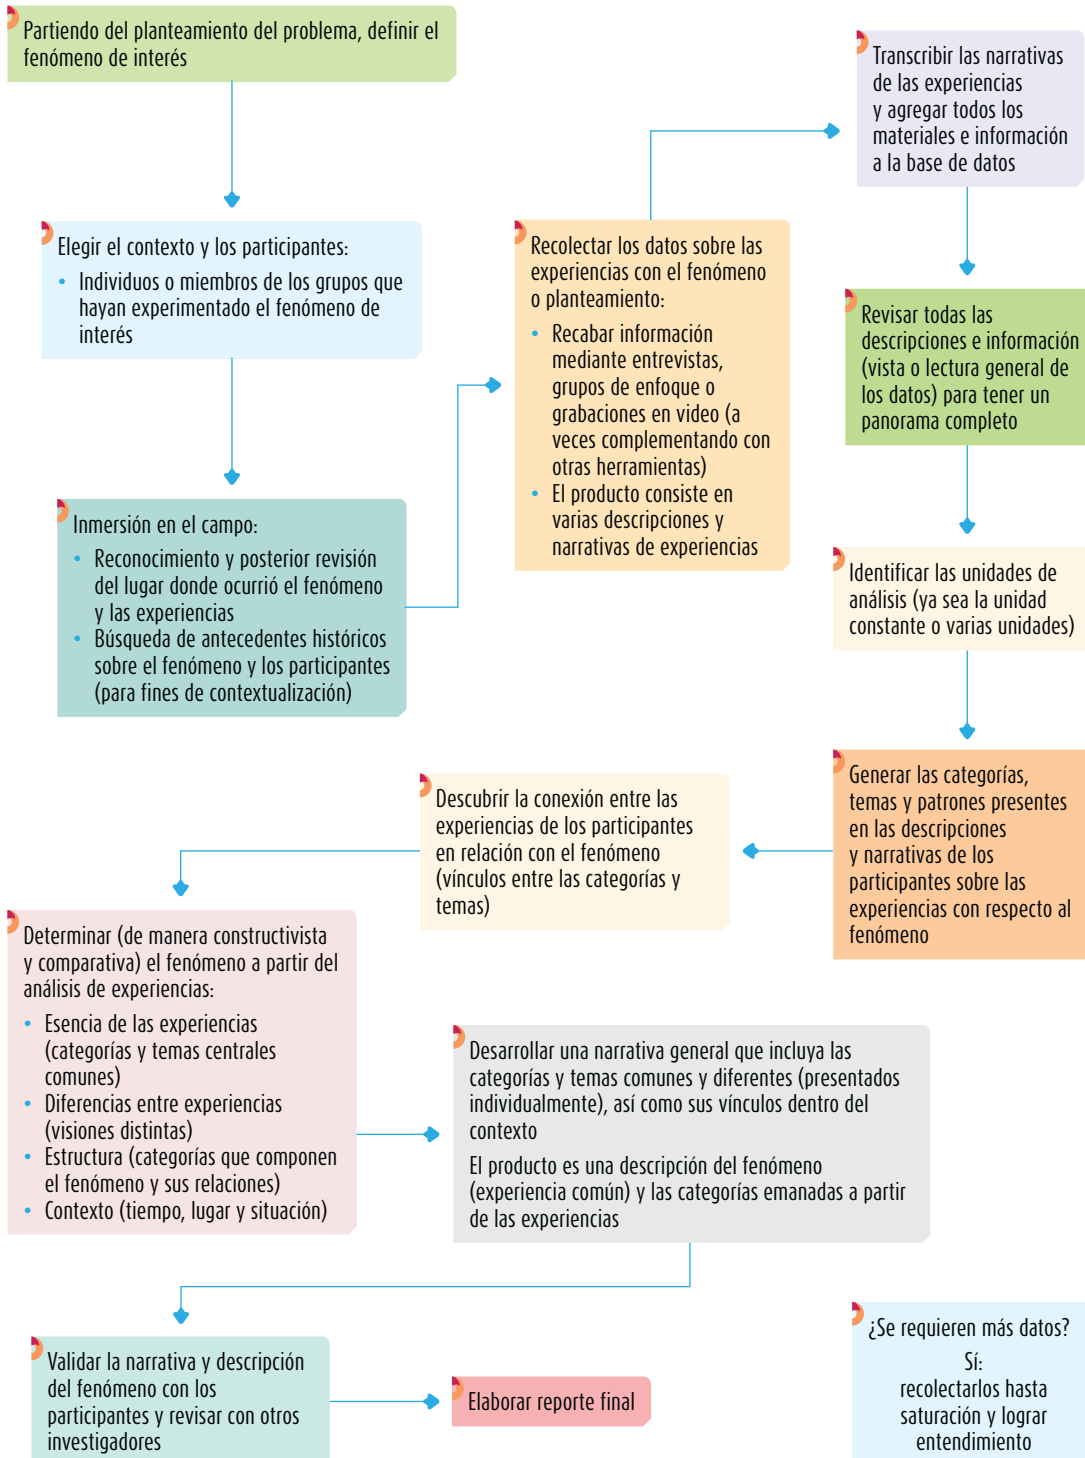 Partiendo del planteamiento del problema, definir el
fenómeno de interés
Elegir el contexto y los participantes:
• Individuos o miembros de los grupos que
hayan experimentado el fenómeno de
interés
Inmersión en el campo:
• Reconocimiento y posterior revisión
del lugar donde ocurrió el fenómeno
y las experiencias
• Búsqueda de antecedentes históricos
sobre el fenómeno y los participantes
(para fines de contextualización)
Recolectar los datos sobre las
experiencias con el fenómeno
o planteamiento:
• Recabar información
mediante entrevistas,
grupos de enfoque o
grabaciones en video (a
veces complementando con
otras herramientas)
• El producto consiste en
varias descripciones y
narrativas de experiencias
Transcribir las narrativas
de las experiencias
y agregar todos los
materiales e información
a la base de datos
Revisar todas las
descripciones e información
(vista o lectura general de
los datos) para tener un
panorama completo
Identificar las unidades de
análisis (ya sea la unidad
constante o varias unidades)
Generar las categorías,
temas y patrones presentes
en las descripciones
y narrativas de los
participantes sobre las
experiencias con respecto al
fenómeno
Descubrir la conexión entre las
experiencias de los participantes
en relación con el fenómeno
(vínculos entre las categorías y
temas)
Determinar (de manera constructivista
y comparativa) el fenómeno a partir del
análisis de experiencias:
• Esencia de las experiencias
(categorías y temas centrales
comunes)
• Diferencias entre experiencias
(visiones distintas)
• Estructura (categorías que componen
el fenómeno y sus relaciones)
• Contexto (tiempo, lugar y situación)
Desarrollar una narrativa general que incluya las
categorías y temas comunes y diferentes (presentados
individualmente), así como sus vínculos dentro del
contexto
El producto es una descripción del fenómeno
(experiencia común) y las categorías emanadas a partir
de las experiencias
Validar la narrativa y descripción
del fenómeno con los
participantes y revisar con otros
investigadores
Elaborar reporte final
¿Se requieren más datos?
Sí:
recolectarlos hasta
saturación y lograr
entendimiento